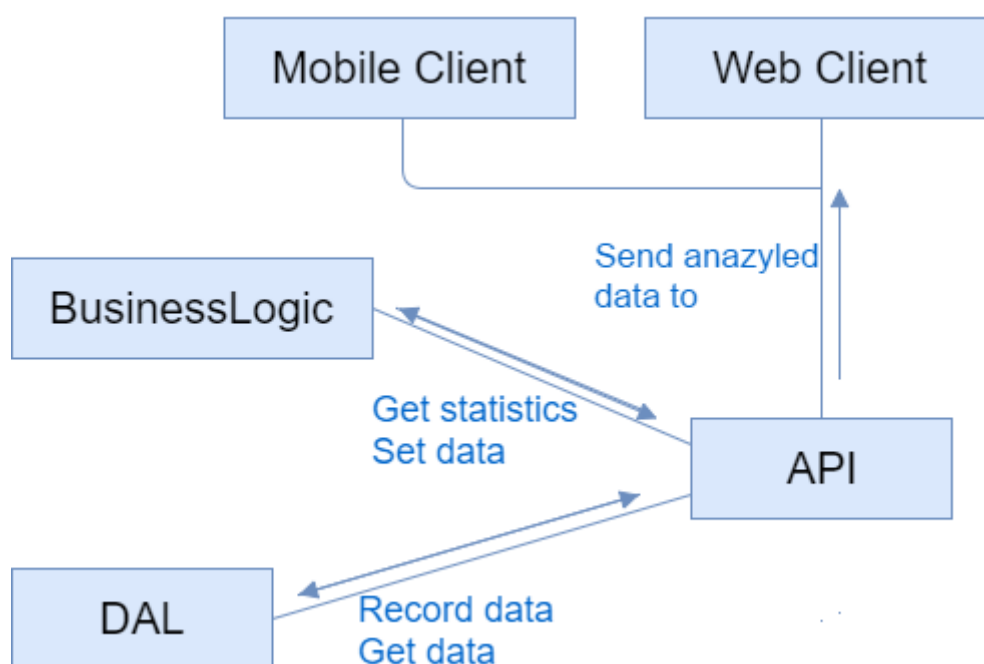 Mobile Client
Web Client
Send anazyled
data to
BusinessLogic
Get statistics
Set data
API
DAL
Record data
Get data